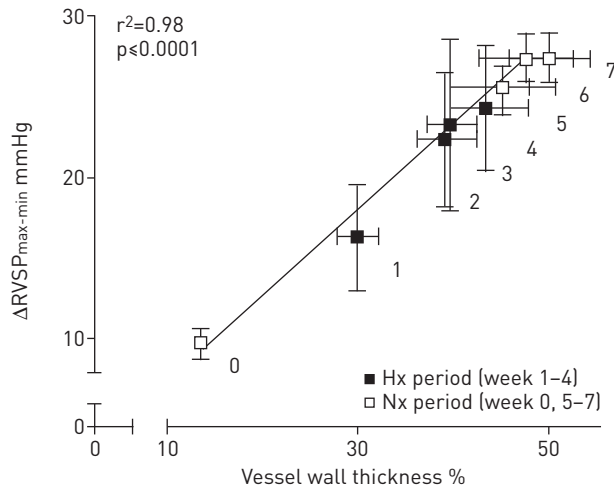 r²=0.98
p≤0.0001
ΔRVSPmax-min mmHg
30
20
10
0
7
6
5
4
3
2
1
0
■ Hx period (week 1–4)
□ Nx period (week 0, 5–7)
0 10 30 50
Vessel wall thickness %